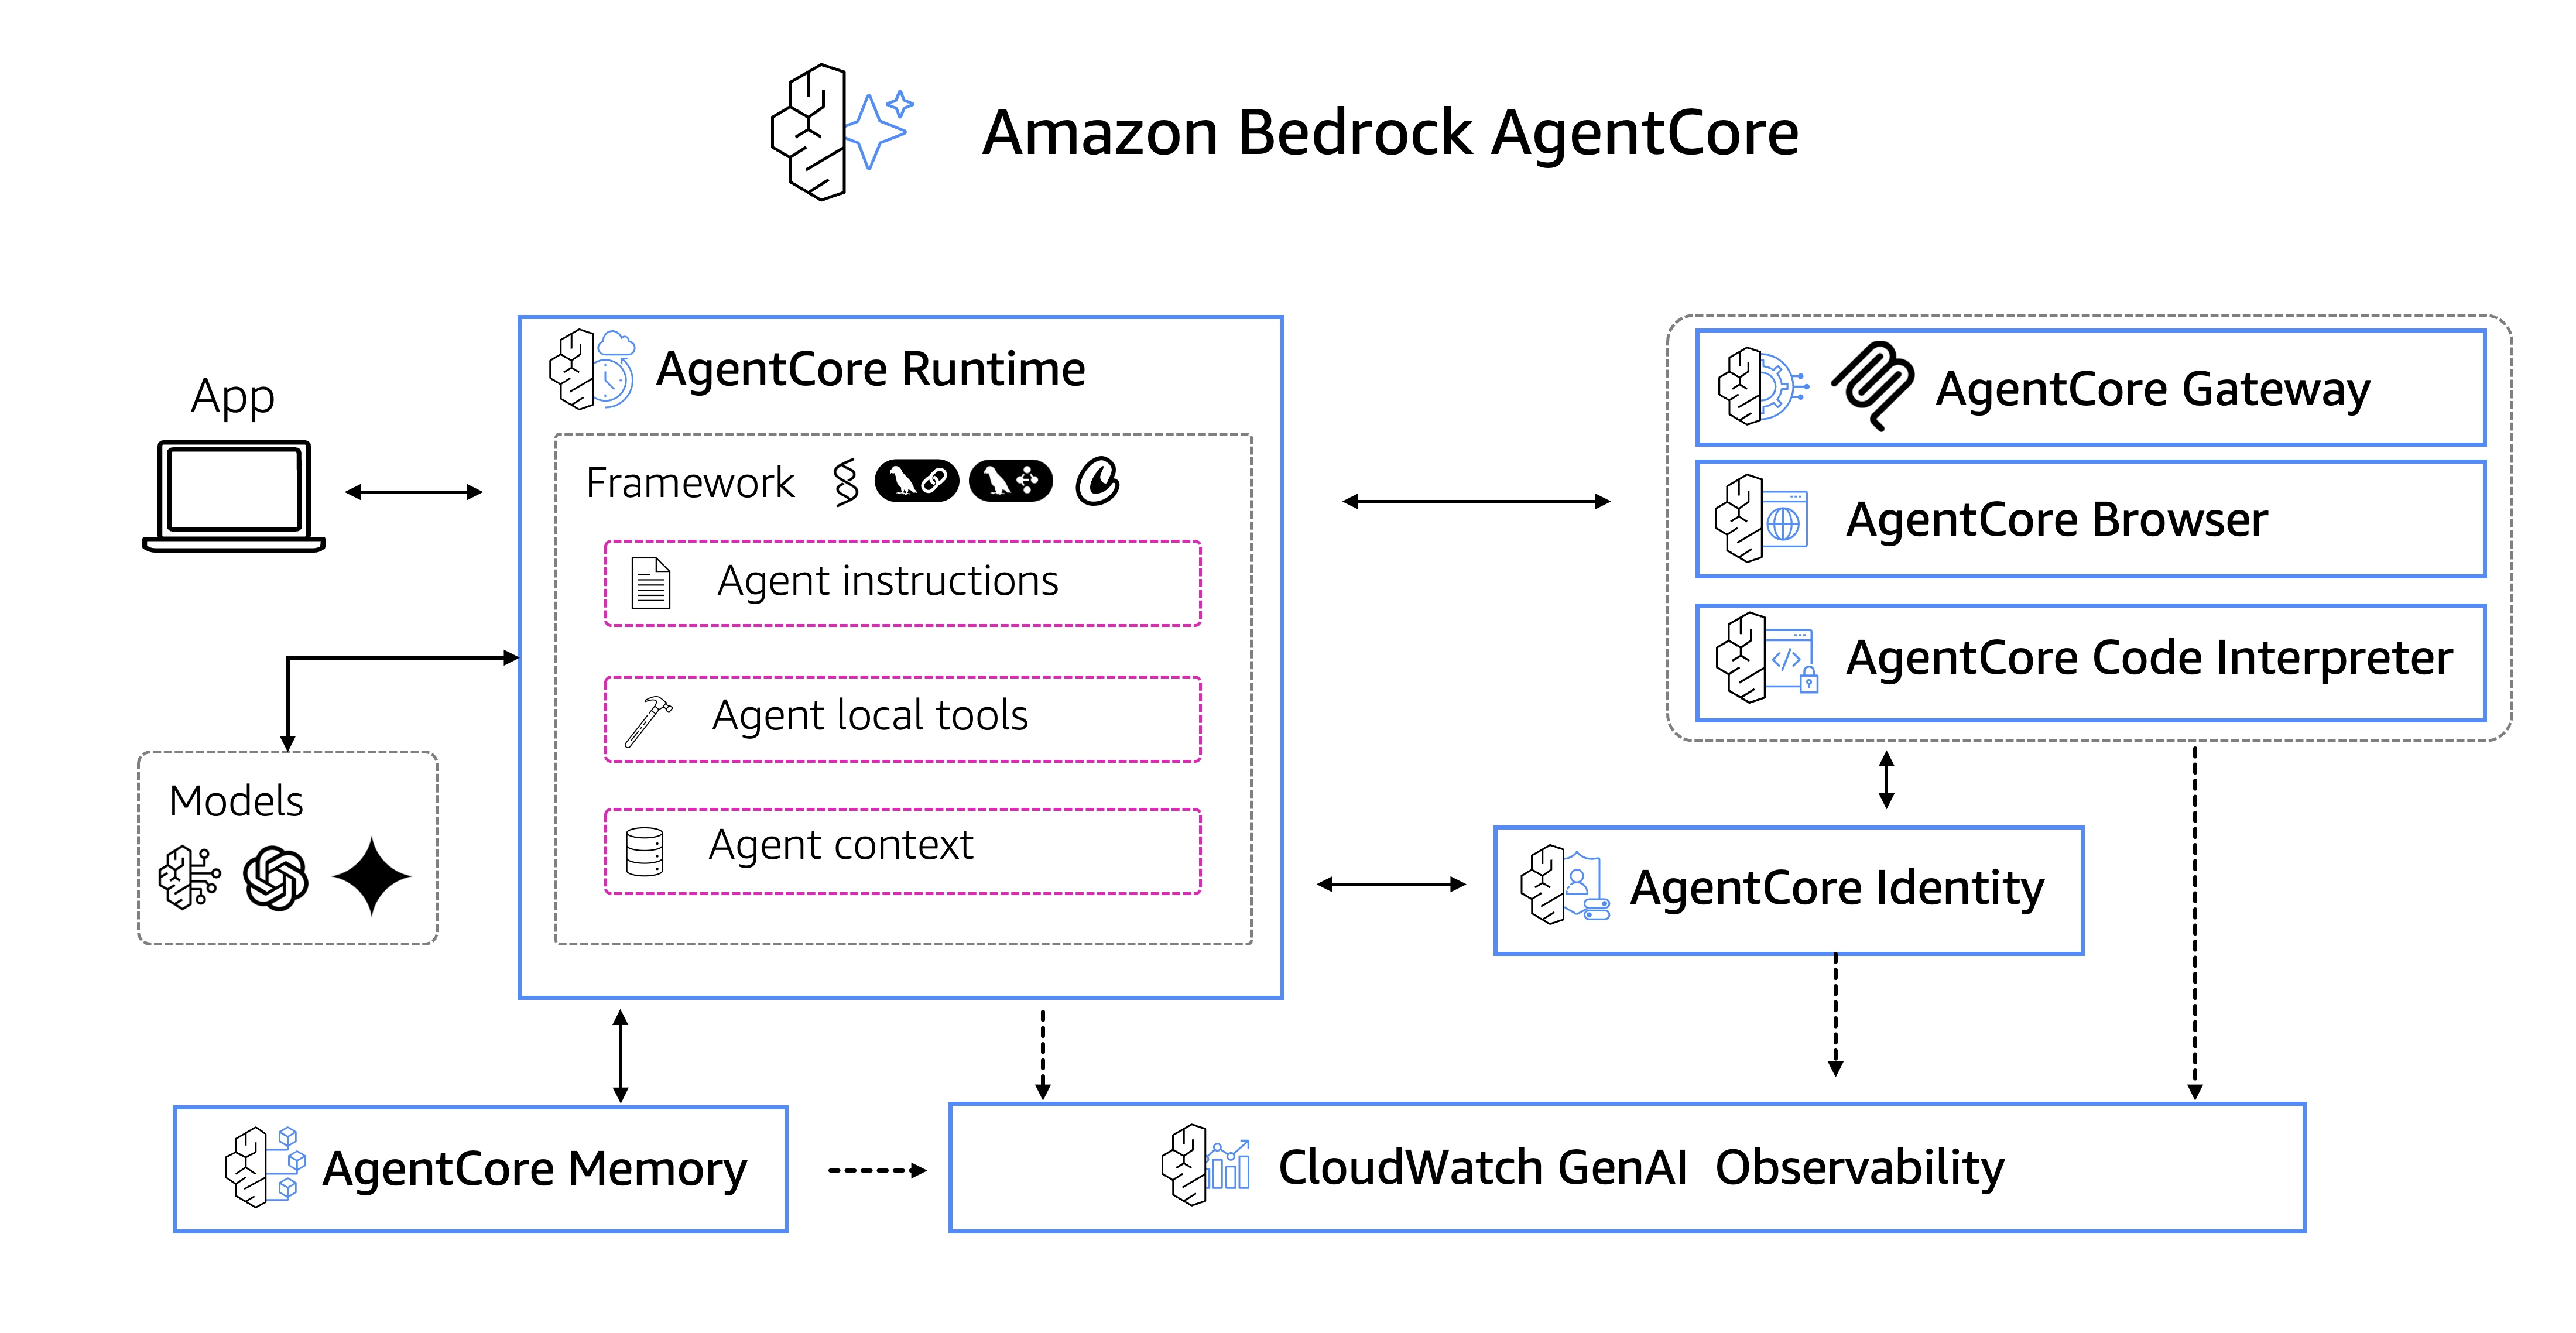 Amazon Bedrock AgentCore
App
AgentCore Runtime
Framework
Agent instructions
Agent local tools
Agent context
Models
AgentCore Gateway
AgentCore Browser
AgentCore Code Interpreter
AgentCore Identity
AgentCore Memory
CloudWatch GenAI Observability